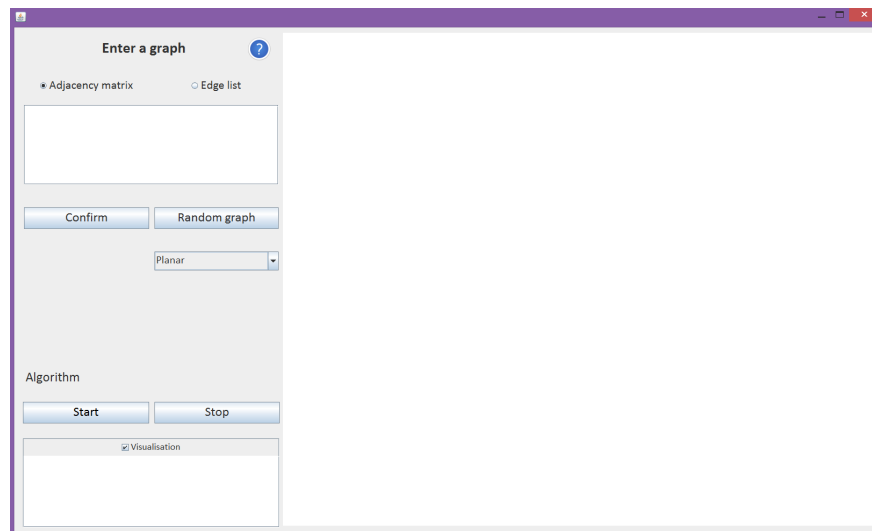 Enter a graph ?
Adjacency matrix Edge list
Confirm Random graph
Planar
Algorithm
Start Stop
Visualisation